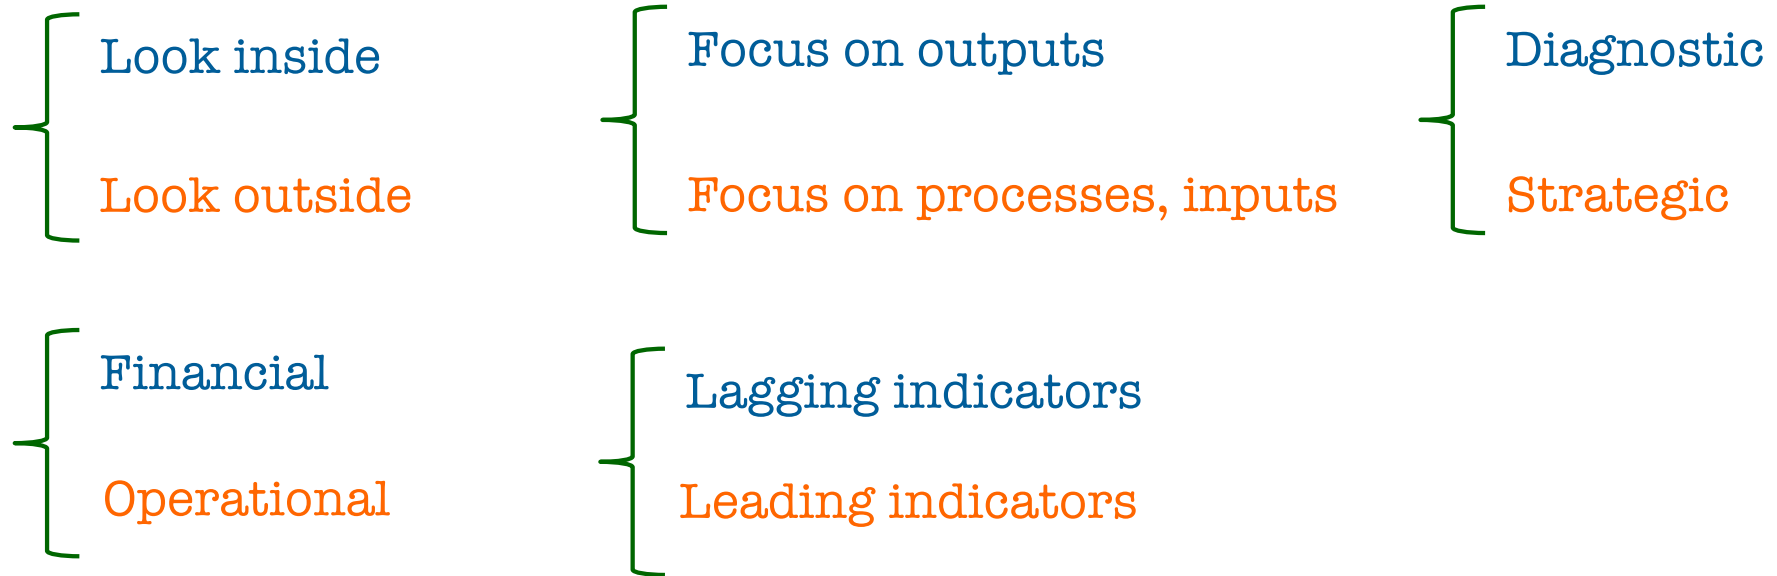 Look inside
Look outside
Focus on outputs
Focus on processes, inputs
Diagnostic
Strategic
Financial
Operational
Lagging indicators
Leading indicators